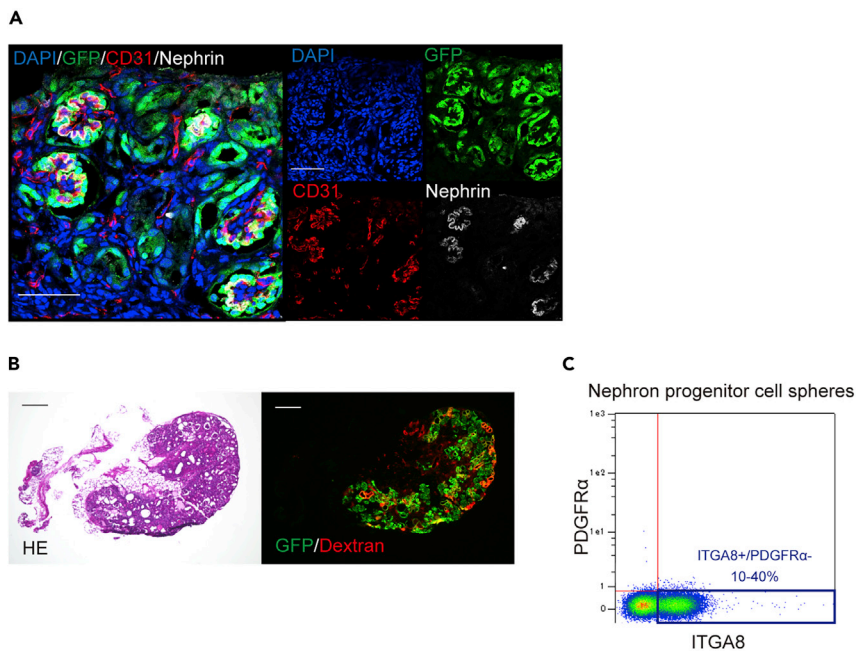 A
DAPI/GFP/CD31/Nephrin
DAPI
GFP
CD31
Nephrin
B
HE
GFP/Dextran
C
Nephron progenitor cell spheres
1e3
1e2
1e1
1
0
PDGFRα
ITGA8+/PDGFRα-
10-40%
ITGA8